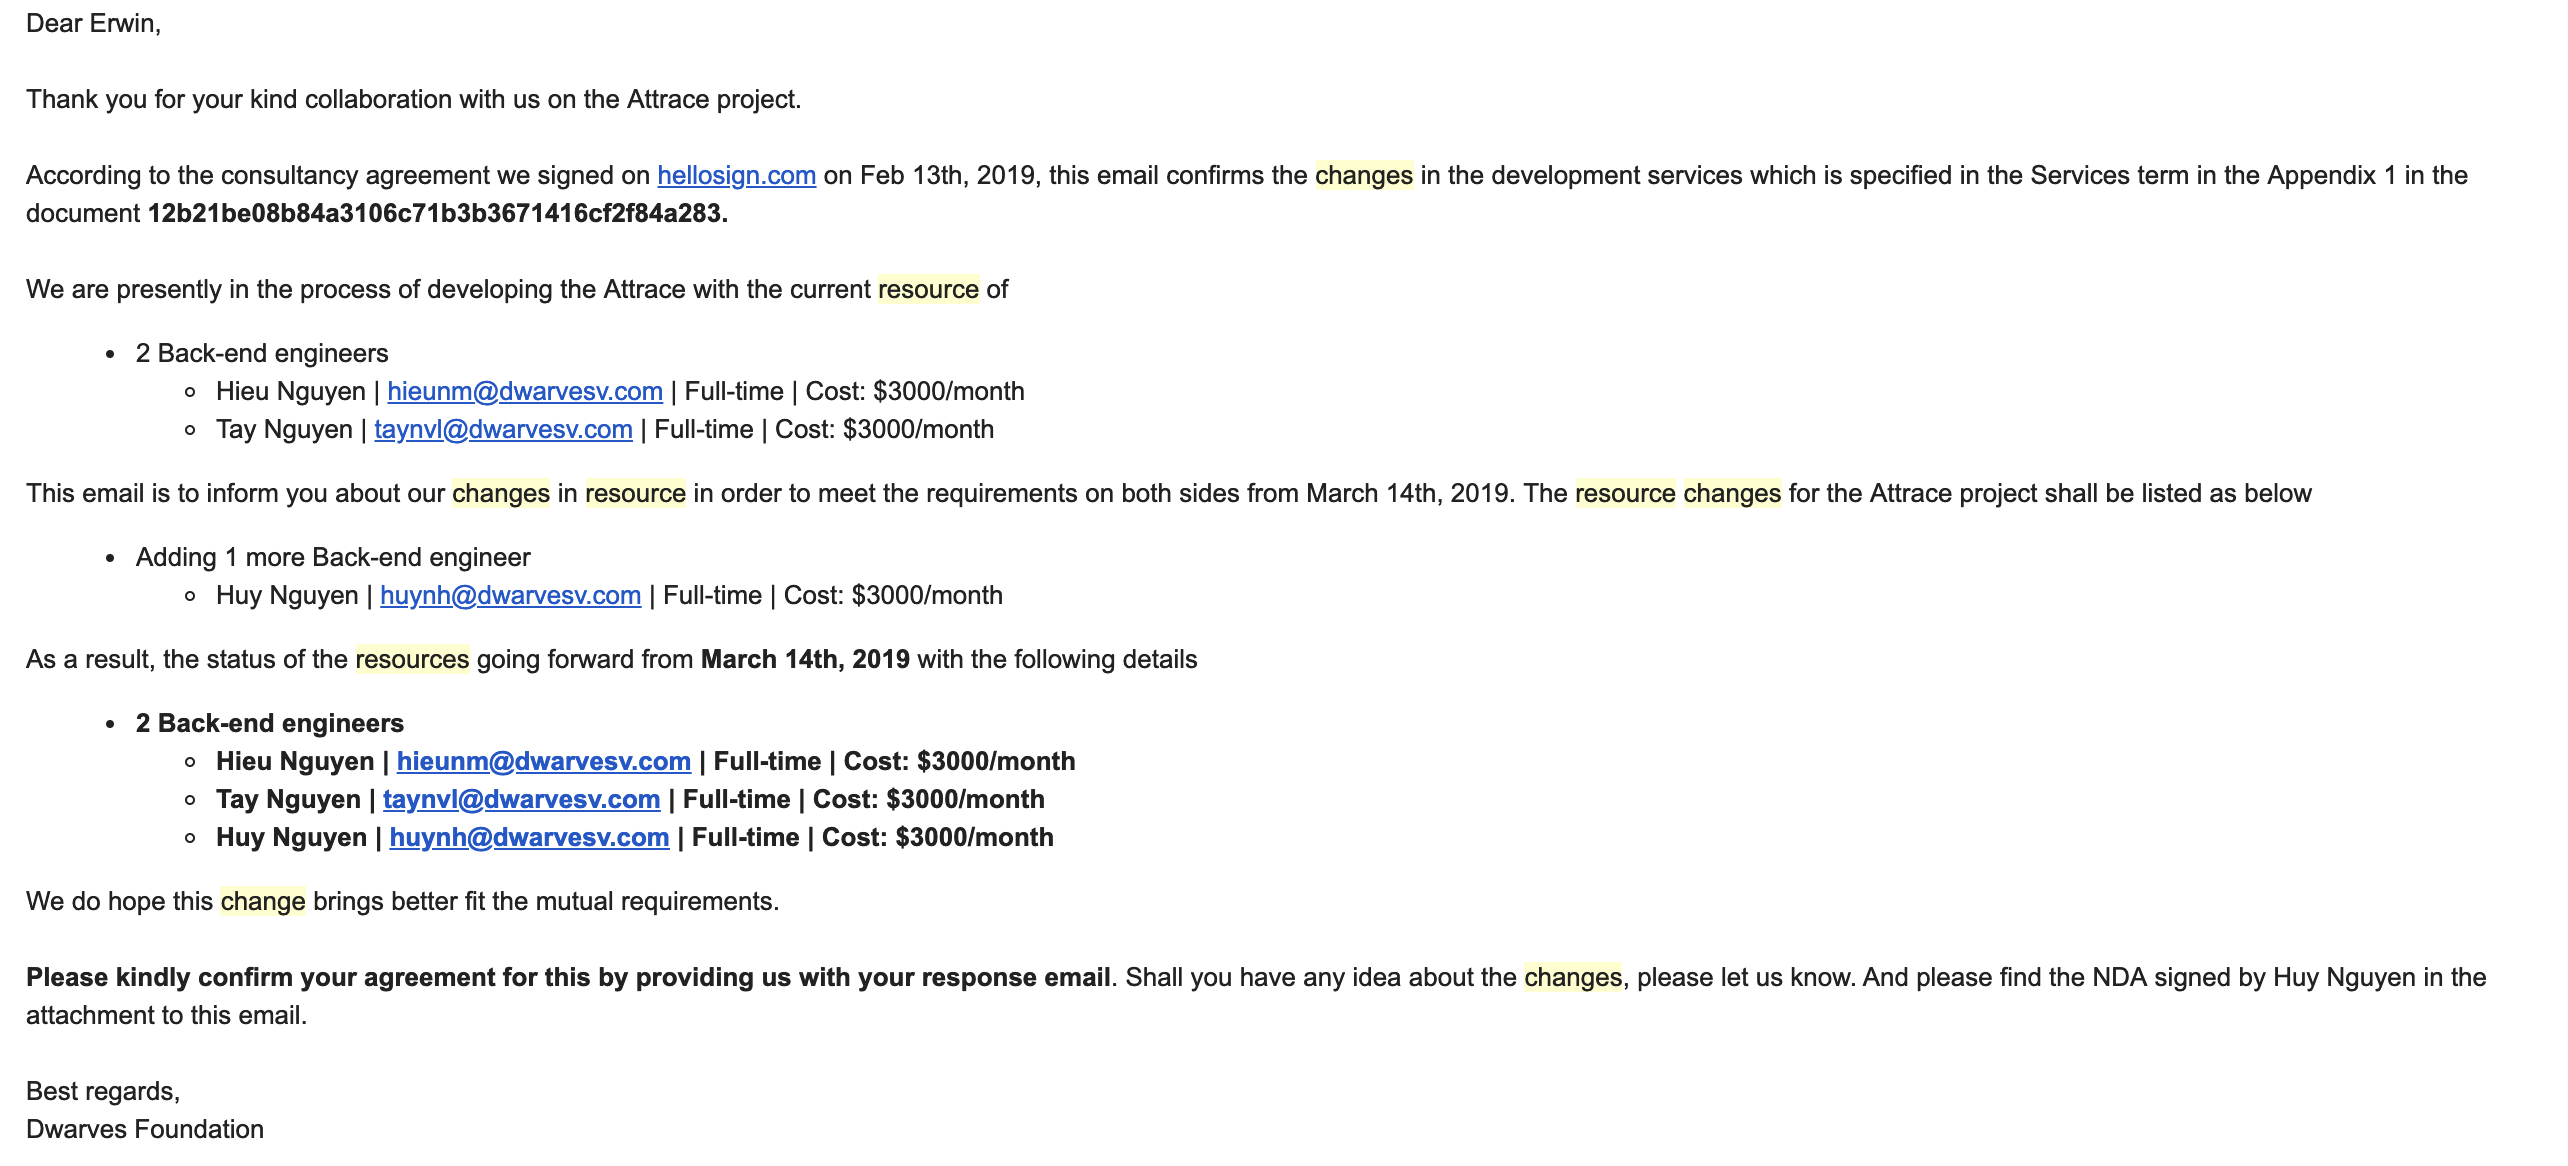 Dear Erwin,
Thank you for your kind collaboration with us on the Attrace project.
According to the consultancy agreement we signed on hellosign.com on Feb 13th, 2019, this email confirms the changes in the development services which is specified in the Services term in the Appendix 1 in the
document 12b21be08b84a3106c71b3b3671416cf2f84a283.
We are presently in the process of developing the Attrace with the current resource of
• 2 Back-end engineers
◦ Hieu Nguyen | hieunm@dwarvesv.com | Full-time | Cost: $3000/month
◦ Tay Nguyen | taynvl@dwarvesv.com | Full-time | Cost: $3000/month
This email is to inform you about our changes in resource in order to meet the requirements on both sides from March 14th, 2019. The resource changes for the Attrace project shall be listed as below
• Adding 1 more Back-end engineer
◦ Huy Nguyen | huynh@dwarvesv.com | Full-time | Cost: $3000/month
As a result, the status of the resources going forward from March 14th, 2019 with the following details
• 2 Back-end engineers
◦ Hieu Nguyen | hieunm@dwarvesv.com | Full-time | Cost: $3000/month
◦ Tay Nguyen | taynvl@dwarvesv.com | Full-time | Cost: $3000/month
◦ Huy Nguyen | huynh@dwarvesv.com | Full-time | Cost: $3000/month
We do hope this change brings better fit the mutual requirements.
Please kindly confirm your agreement for this by providing us with your response email. Shall you have any idea about the changes, please let us know. And please find the NDA signed by Huy Nguyen in the
attachment to this email.
Best regards,
Dwarves Foundation